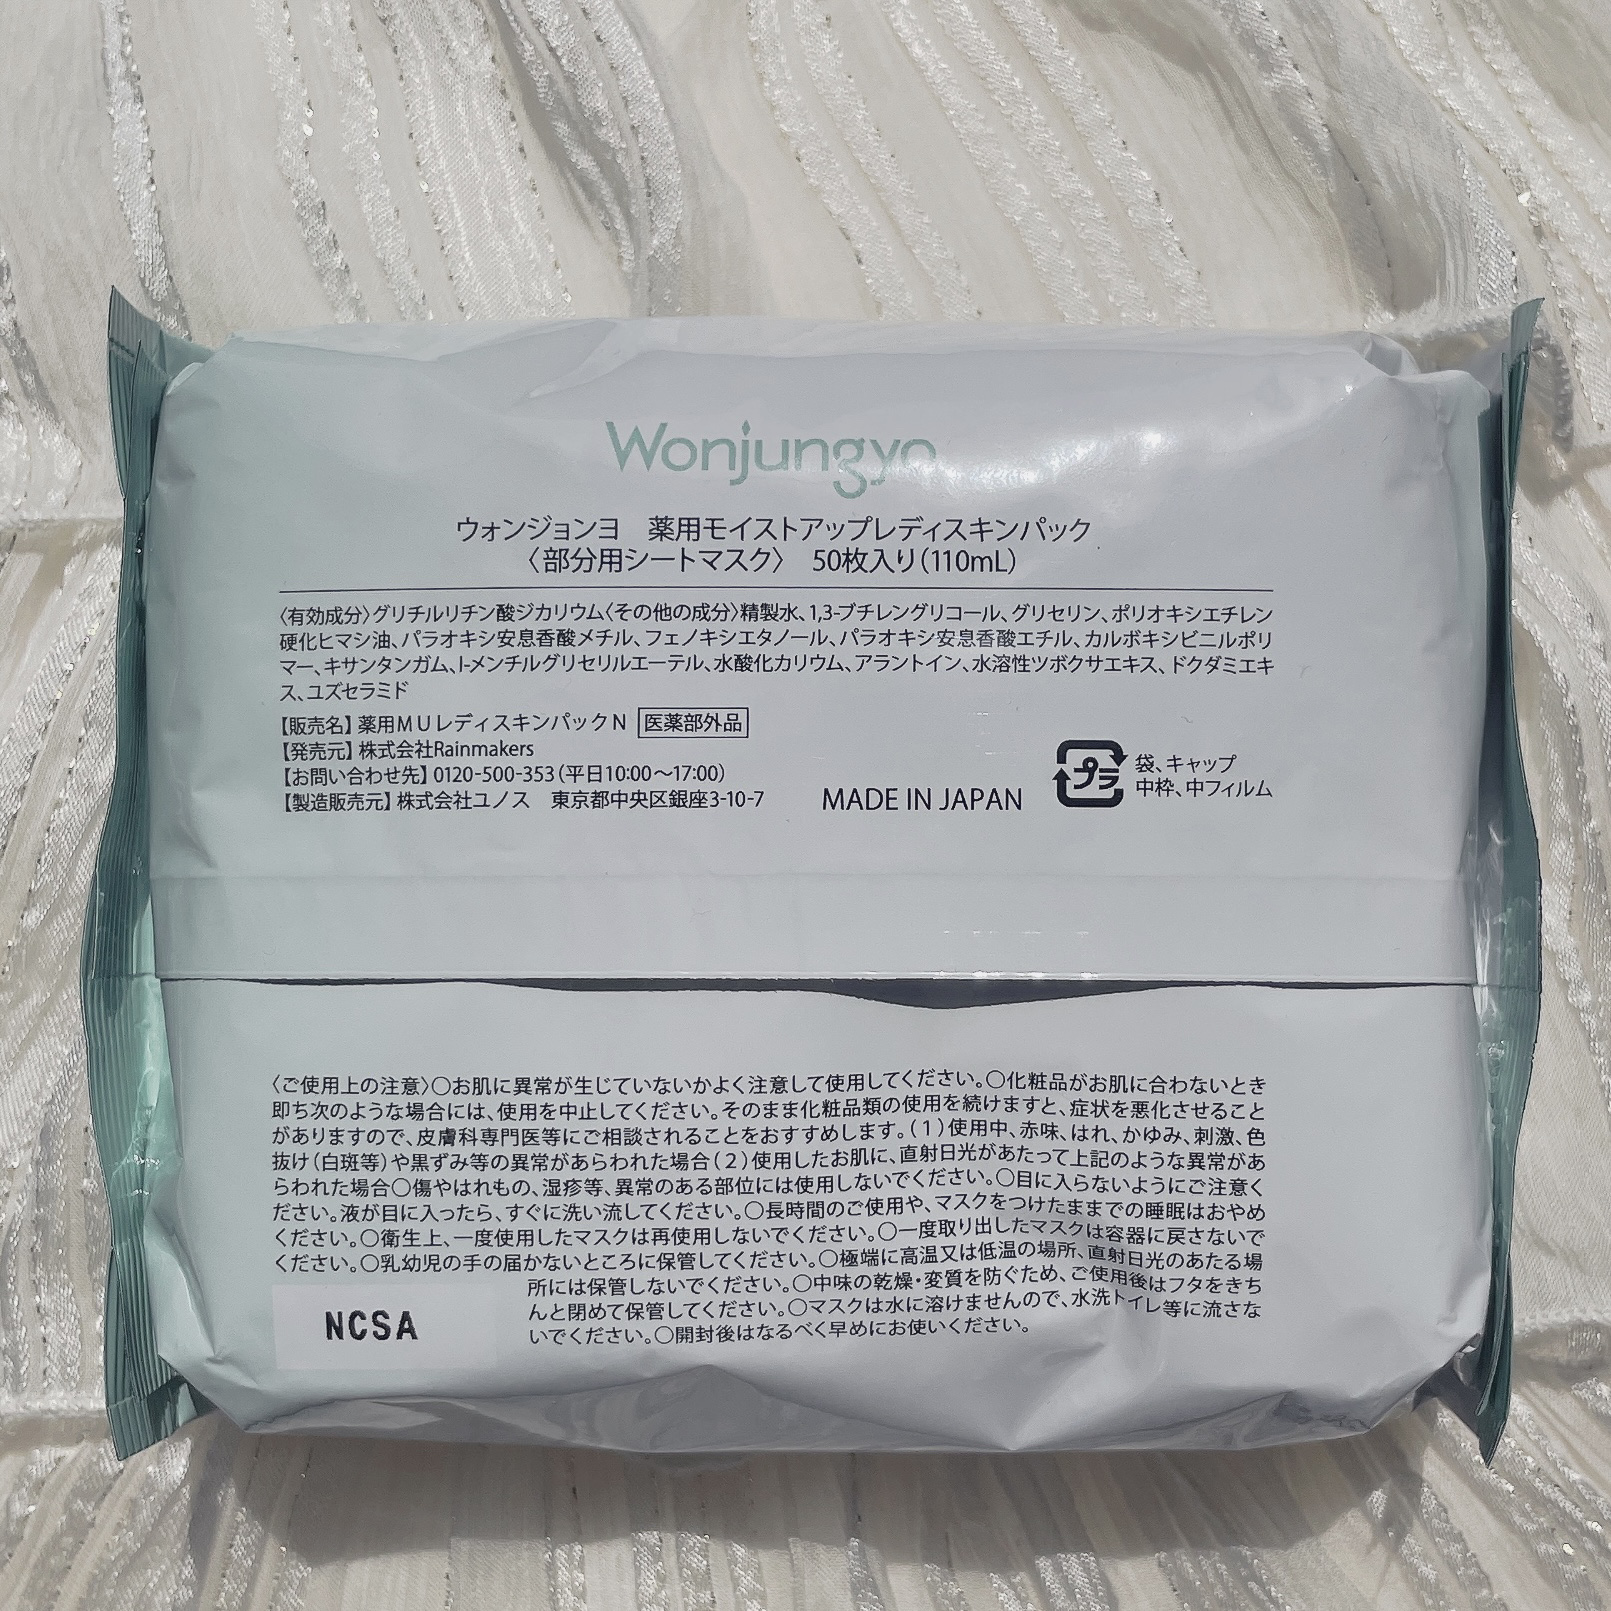 Wonjungyo
ウォンジョンヨ　薬用モイストアップレディスキンパック
〈部分用シートマスク〉　50枚入り(110mL)
〈有効成分〉グリチルリチン酸ジカリウム〈その他の成分〉精製水、1,3-ブチレングリコール、グリセリン、ポリオキシエチレン
硬化ヒマシ油、パラオキシ安息香酸メチル、フェノキシエタノール、パラオキシ安息香酸エチル、カルボキシビニルポリ
マー、キサンタンガム、l-メンチルグリセリルエーテル、水酸化カリウム、アラントイン、水溶性ツボクサエキス、ドクダミエキ
ス、ユズセラミド
【販売名】薬用ＭＵレディスキンパックＮ 医薬部外品
【発売元】株式会社Rainmakers
【お問い合わせ先】0120-500-353(平日10:00～17:00)
【製造販売元】株式会社ユノス　東京都中央区銀座3-10-7
MADE IN JAPAN
プラ
袋、キャップ
中枠、中フィルム
〈ご使用上の注意〉○お肌に異常が生じていないかよく注意して使用してください。○化粧品がお肌に合わないとき
即ち次のような場合には、使用を中止してください。そのまま化粧品類の使用を続けますと、症状を悪化させること
がありますので、皮膚科専門医等にご相談されることをおすすめします。(1)使用中、赤味、はれ、かゆみ、刺激、色
抜け(白斑等)や黒ずみ等の異常があらわれた場合(2)使用したお肌に、直射日光があたって上記のような異常があ
らわれた場合○傷やはれもの、湿疹等、異常のある部位には使用しないでください。○目に入らないようにご注意く
ださい。液が目に入ったら、すぐに洗い流してください。○長時間のご使用や、マスクをつけたままでの睡眠はおやめ
ください。○衛生上、一度使用したマスクは再使用しないでください。○一度取り出したマスクは容器に戻さないで
ください。○乳幼児の手の届かないところに保管してください。○極端に高温又は低温の場所、直射日光のあたる場
所には保管しないでください。○中味の乾燥・変質を防ぐため、ご使用後はフタをきち
んと閉めて保管してください。○マスクは水に溶けませんので、水洗トイレ等に流さな
いでください。○開封後はなるべく早めにお使いください。
NCSA